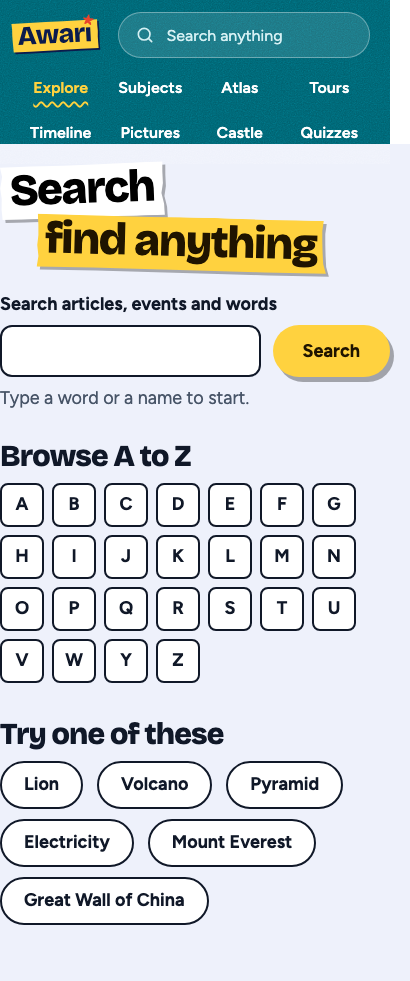 Awari
Search anything
Explore Subjects Atlas Tours
Timeline Pictures Castle Quizzes
Search
find anything
Search articles, events and words
Search
Type a word or a name to start.
Browse A to Z
A B C D E F G
H I J K L M N
O P Q R S T U
V W Y Z
Try one of these
Lion Volcano Pyramid
Electricity Mount Everest
Great Wall of China